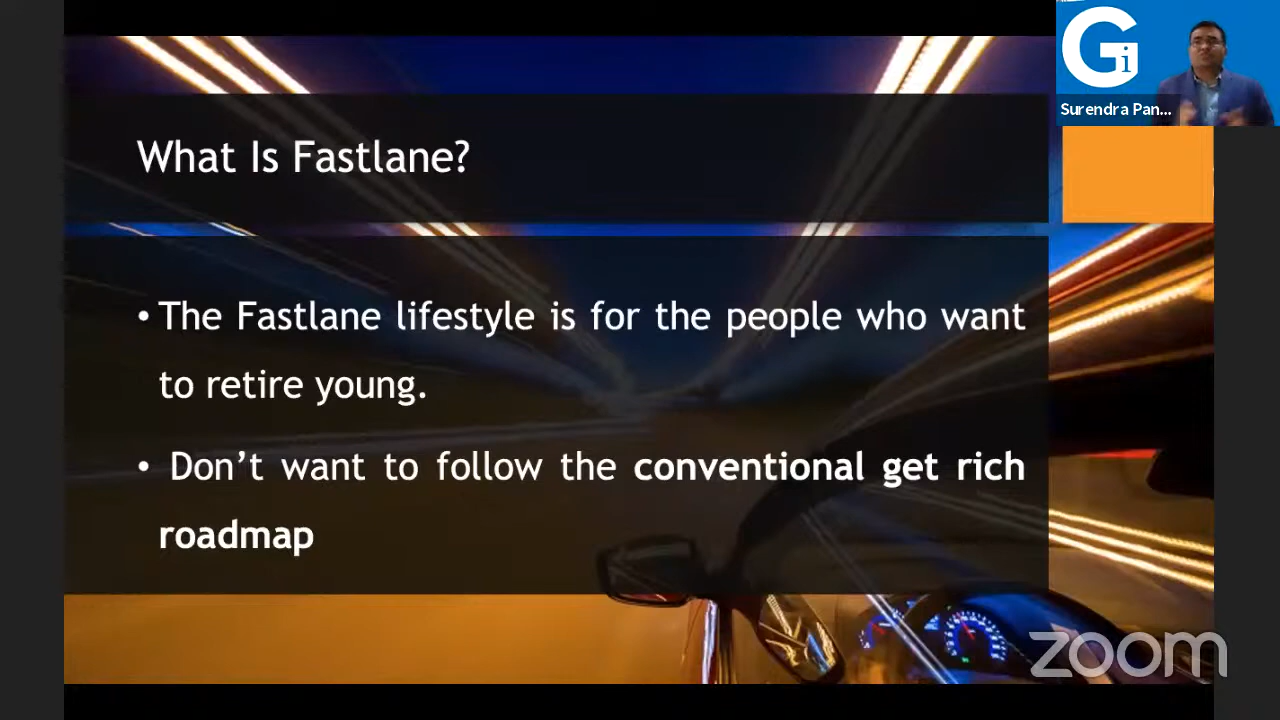 Gi
Surendra Pan...
What Is Fastlane?
• The Fastlane lifestyle is for the people who want
to retire young.
• Don’t want to follow the conventional get rich
roadmap
zoom